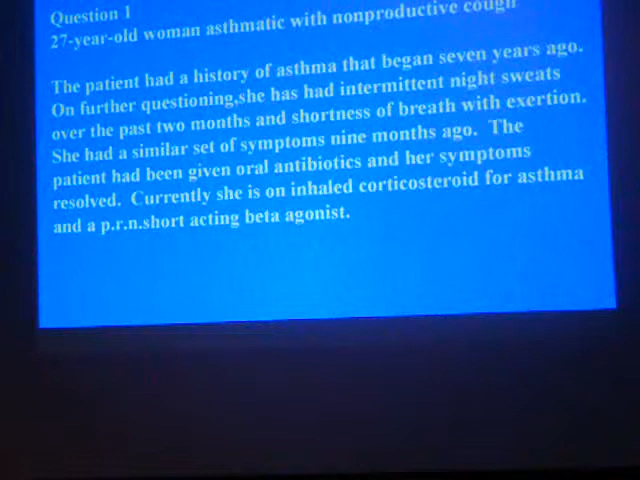 Question 1
27-year-old woman asthmatic with nonproductive cough
The patient had a history of asthma that began seven years ago.
On further questioning,she has had intermittent night sweats
over the past two months and shortness of breath with exertion.
She had a similar set of symptoms nine months ago. The
patient had been given oral antibiotics and her symptoms
resolved. Currently she is on inhaled corticosteroid for asthma
and a p.r.n.short acting beta agonist.